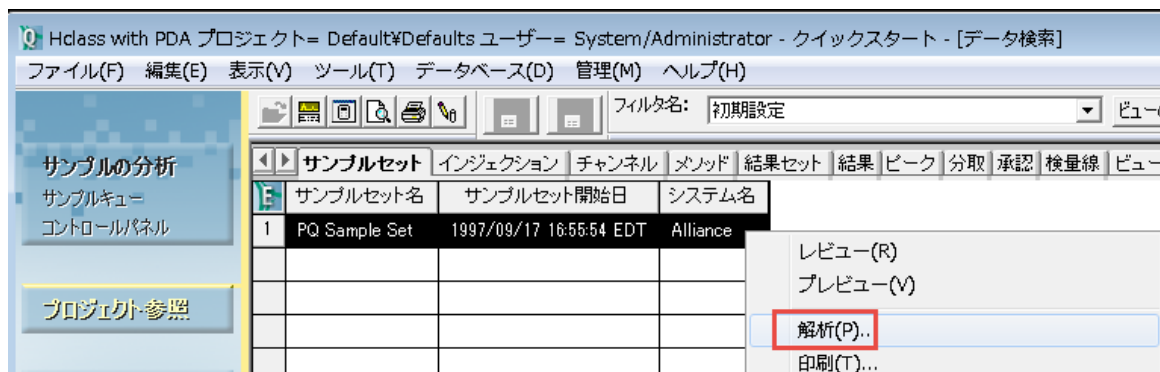 Hclass with PDA プロジェクト= Default¥Defaults ユーザー= System/Administrator - クイックスタート - [データ検索]
ファイル(F) 編集(E) 表示(V) ツール(T) データベース(D) 管理(M) ヘルプ(H)
フィルタ名: 初期設定
サンプルの分析
サンプルキュー
コントロールパネル
プロジェクト参照
サンプルセット インジェクション チャンネル メソッド 結果セット 結果 ピーク 分取 承認 検量線 ビュー
サンプルセット名 サンプルセット開始日 システム名
1 PQ Sample Set 1997/09/17 16:55:54 EDT Alliance
レビュー(R)
プレビュー(V)
解析(P)..
印刷(T)...